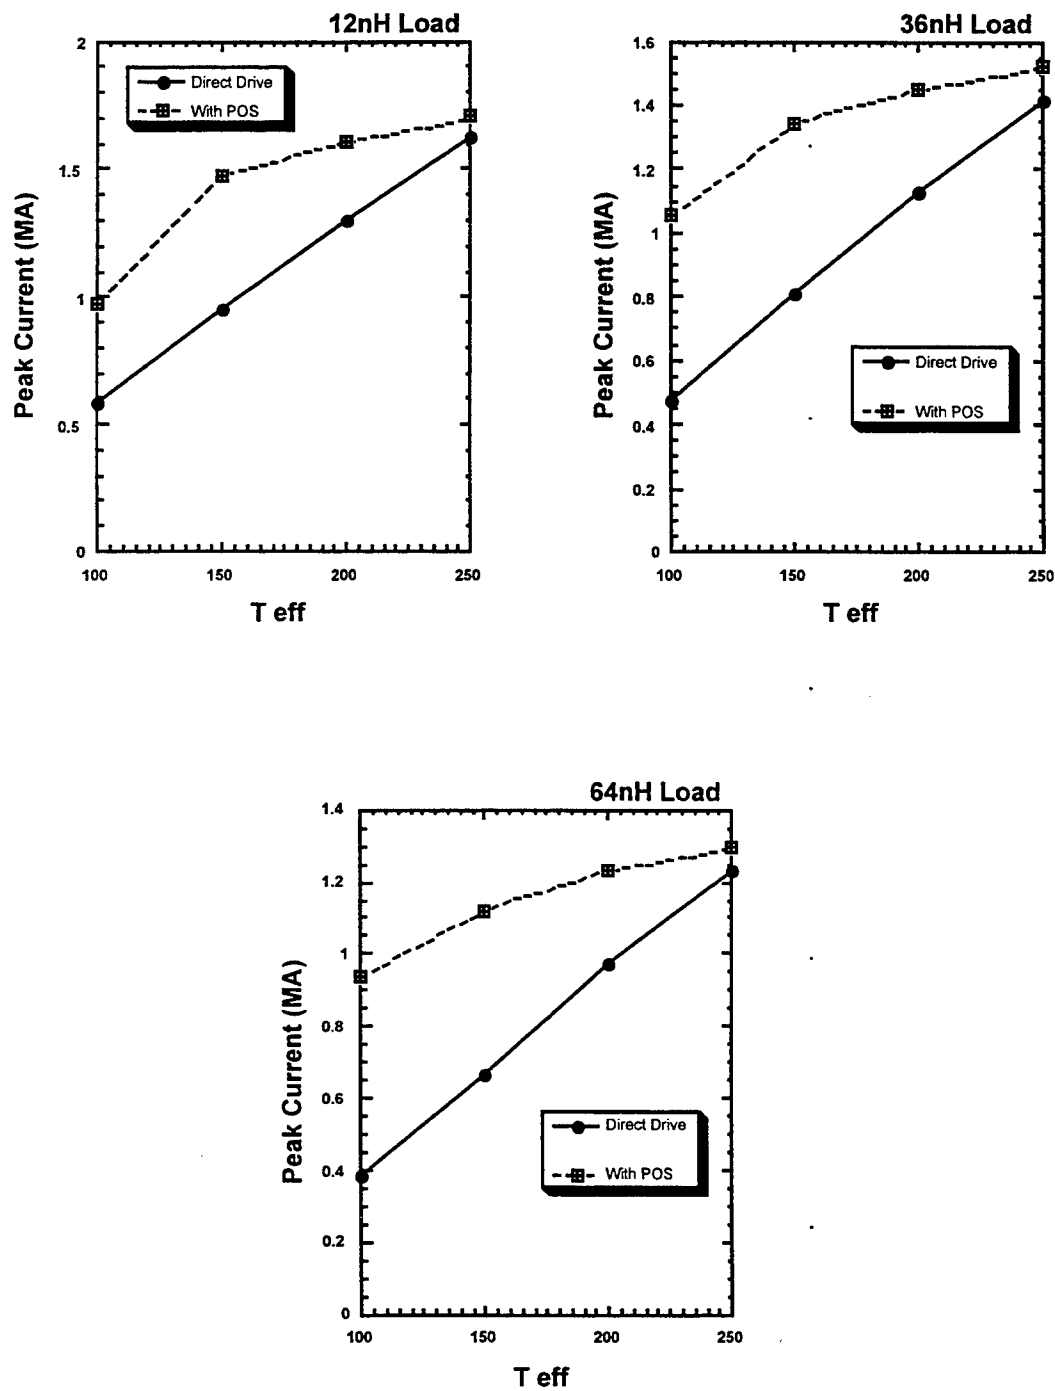 12nH Load
2
1.5
1
0.5
0
Direct Drive
With POS
Peak Current (MA)
100 150 200 250
T eff
36nH Load
1.6
1.4
1.2
1
0.8
0.6
0.4
0.2
0
Direct Drive
With POS
Peak Current (MA)
100 150 200 250
T eff
64nH Load
1.4
1.2
1
0.8
0.6
0.4
0.2
0
Direct Drive
With POS
Peak Current (MA)
100 150 200 250
T eff